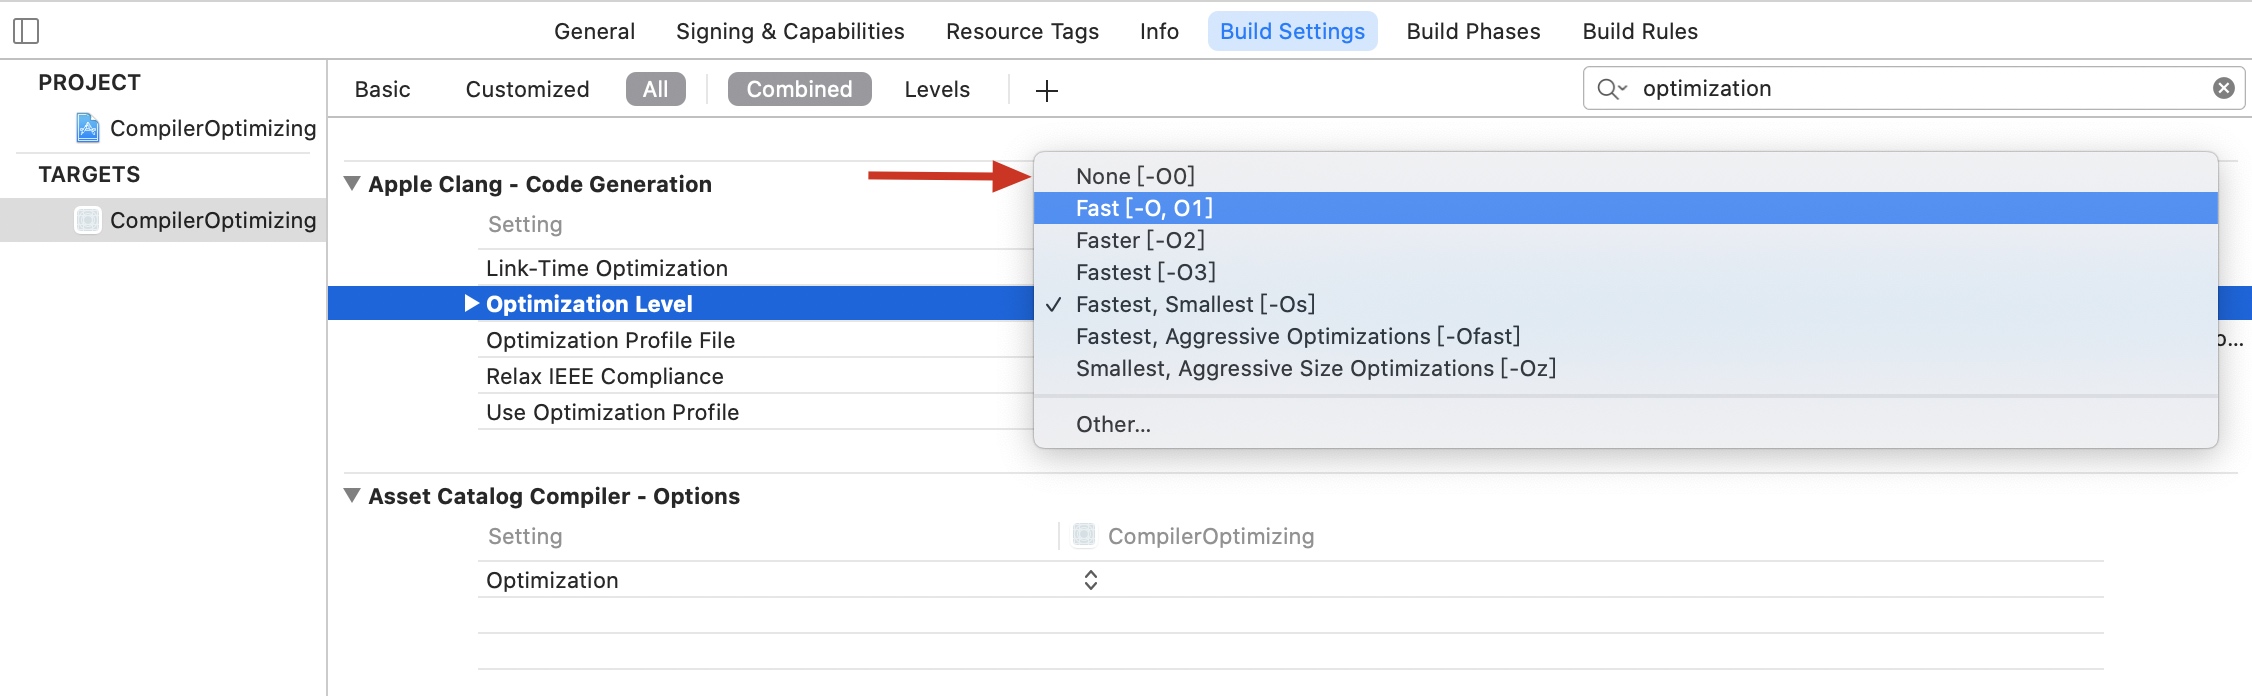 General Signing & Capabilities Resource Tags Info Build Settings Build Phases Build Rules
PROJECT
CompilerOptimizing
TARGETS
CompilerOptimizing
Basic Customized All Combined Levels
optimization
Apple Clang - Code Generation
Setting
Link-Time Optimization
Optimization Level
Optimization Profile File
Relax IEEE Compliance
Use Optimization Profile
None [-O0]
Fast [-O, O1]
Faster [-O2]
Fastest [-O3]
✓ Fastest, Smallest [-Os]
Fastest, Aggressive Optimizations [-Ofast]
Smallest, Aggressive Size Optimizations [-Oz]
Other...
Asset Catalog Compiler - Options
Setting CompilerOptimizing
Optimization